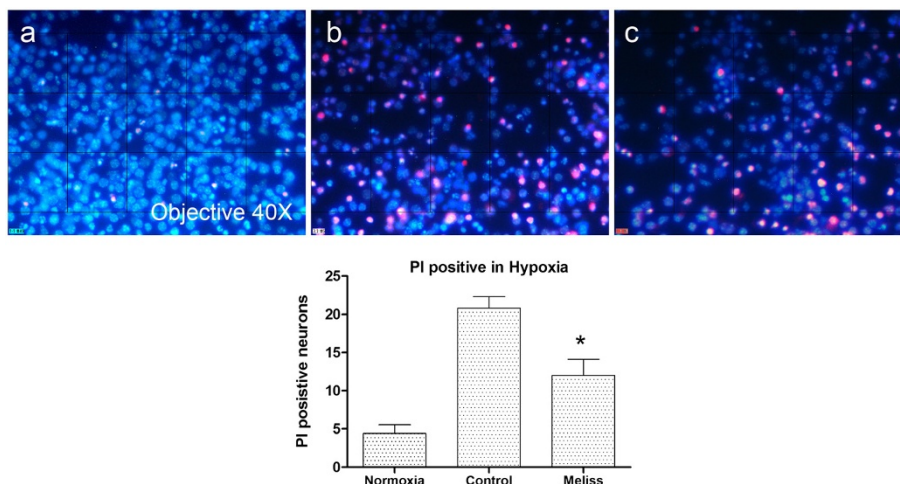 a
b
c
Objective 40X
PI positive in Hypoxia
PI posistive neurons
25
20
15
10
5
0
*
Normoxia
Control
Meliss